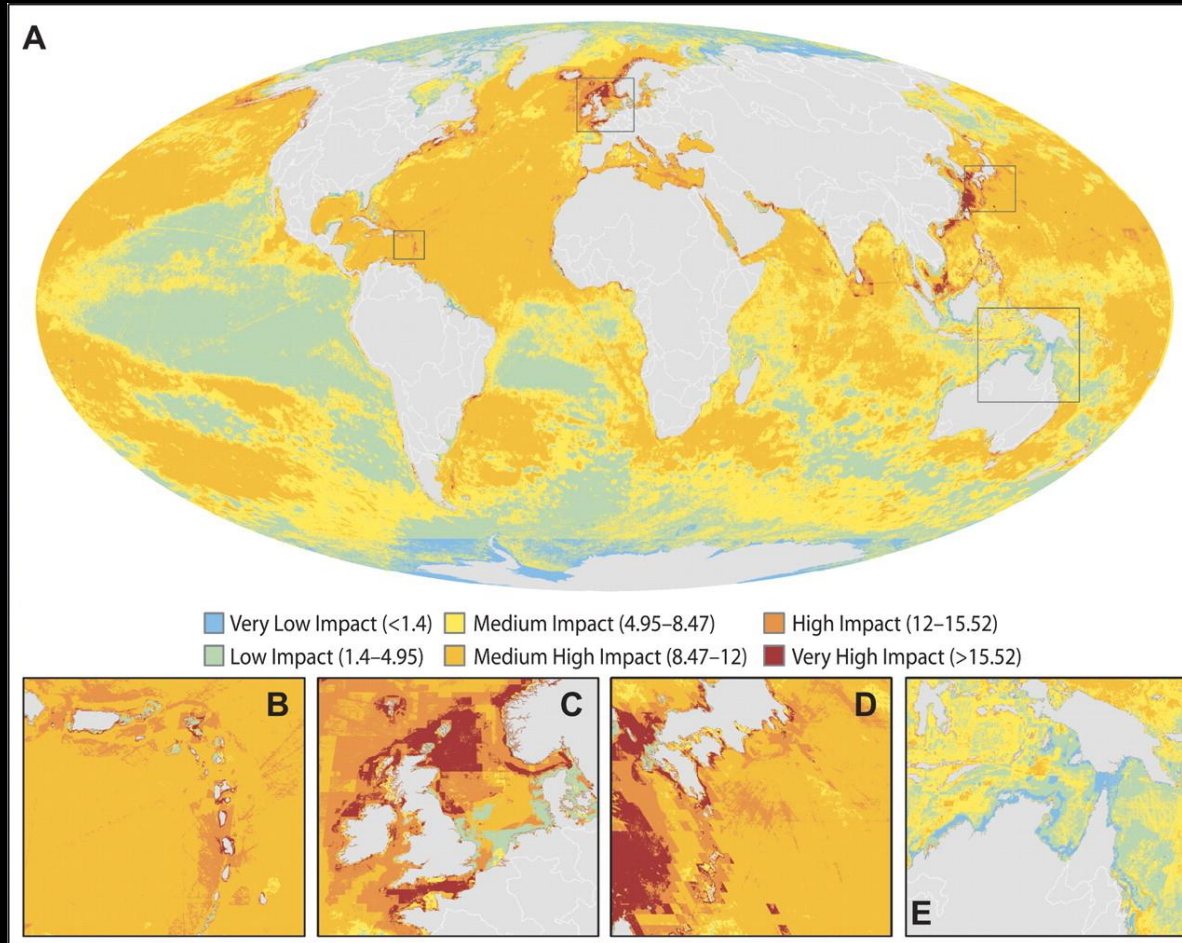 A
Very Low Impact (<1.4) Medium Impact (4.95–8.47) High Impact (12–15.52)
Low Impact (1.4–4.95) Medium High Impact (8.47–12) Very High Impact (>15.52)
B
C
D
E